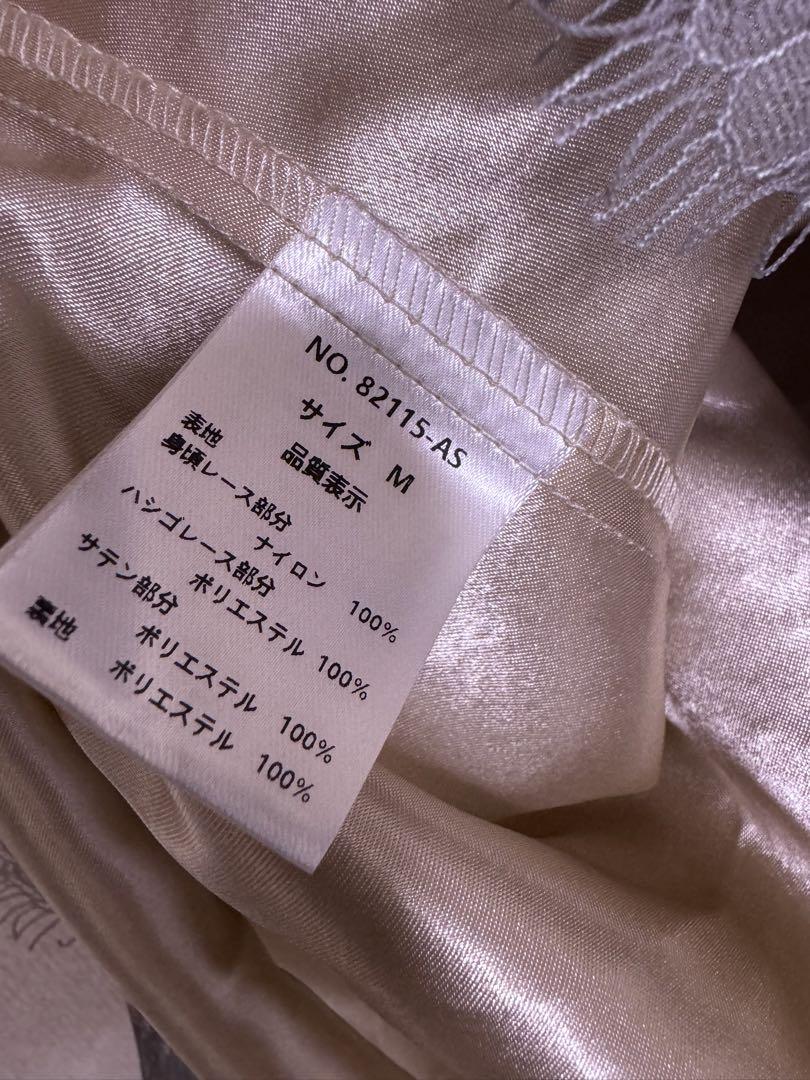 NO. 82115-AS
サイズ M
品質表示
表地
身頃レース部分
ナイロン 100%
ハシゴレース部分
ポリエステル 100%
サテン部分
ポリエステル 100%
裏地
ポリエステル 100%